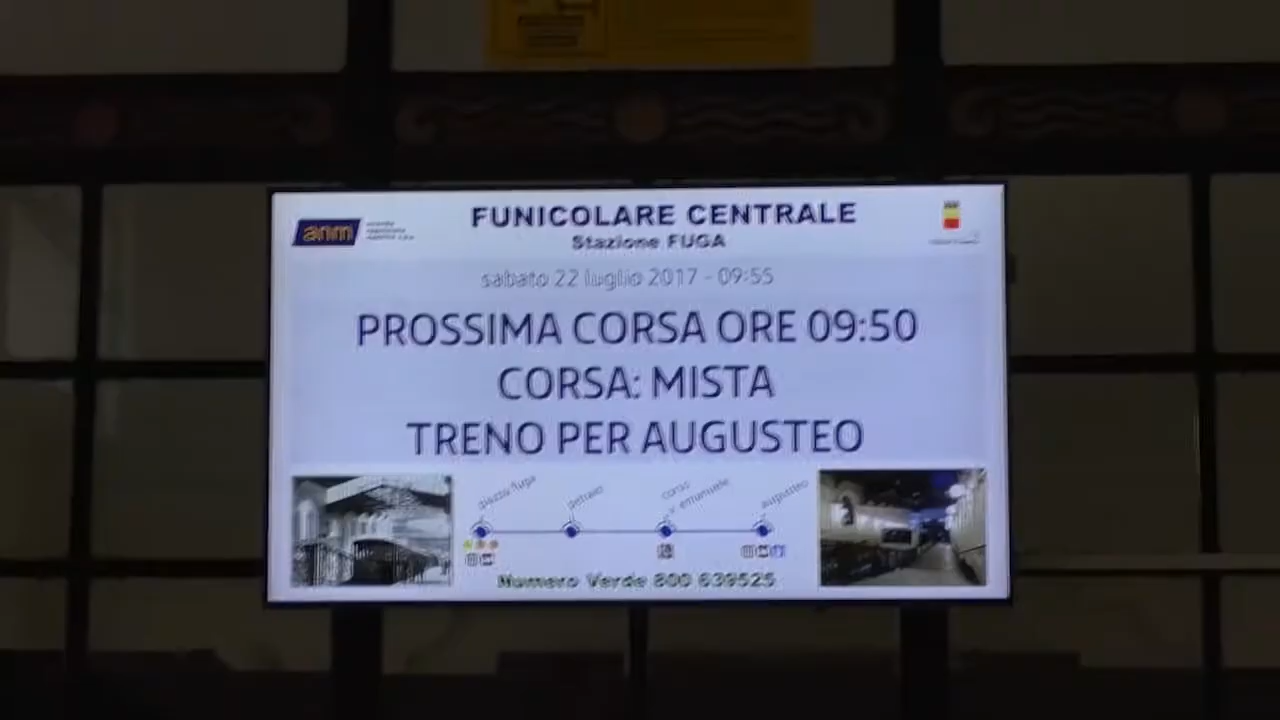 anm
FUNICOLARE CENTRALE
Stazione FUGA
sabato 22 luglio 2017 - 09:55
PROSSIMA CORSA ORE 09:50
CORSA: MISTA
TRENO PER AUGUSTEO
piazza fuga
petraio
corso
v. emanuele
augusteo
Numero Verde 800 639525